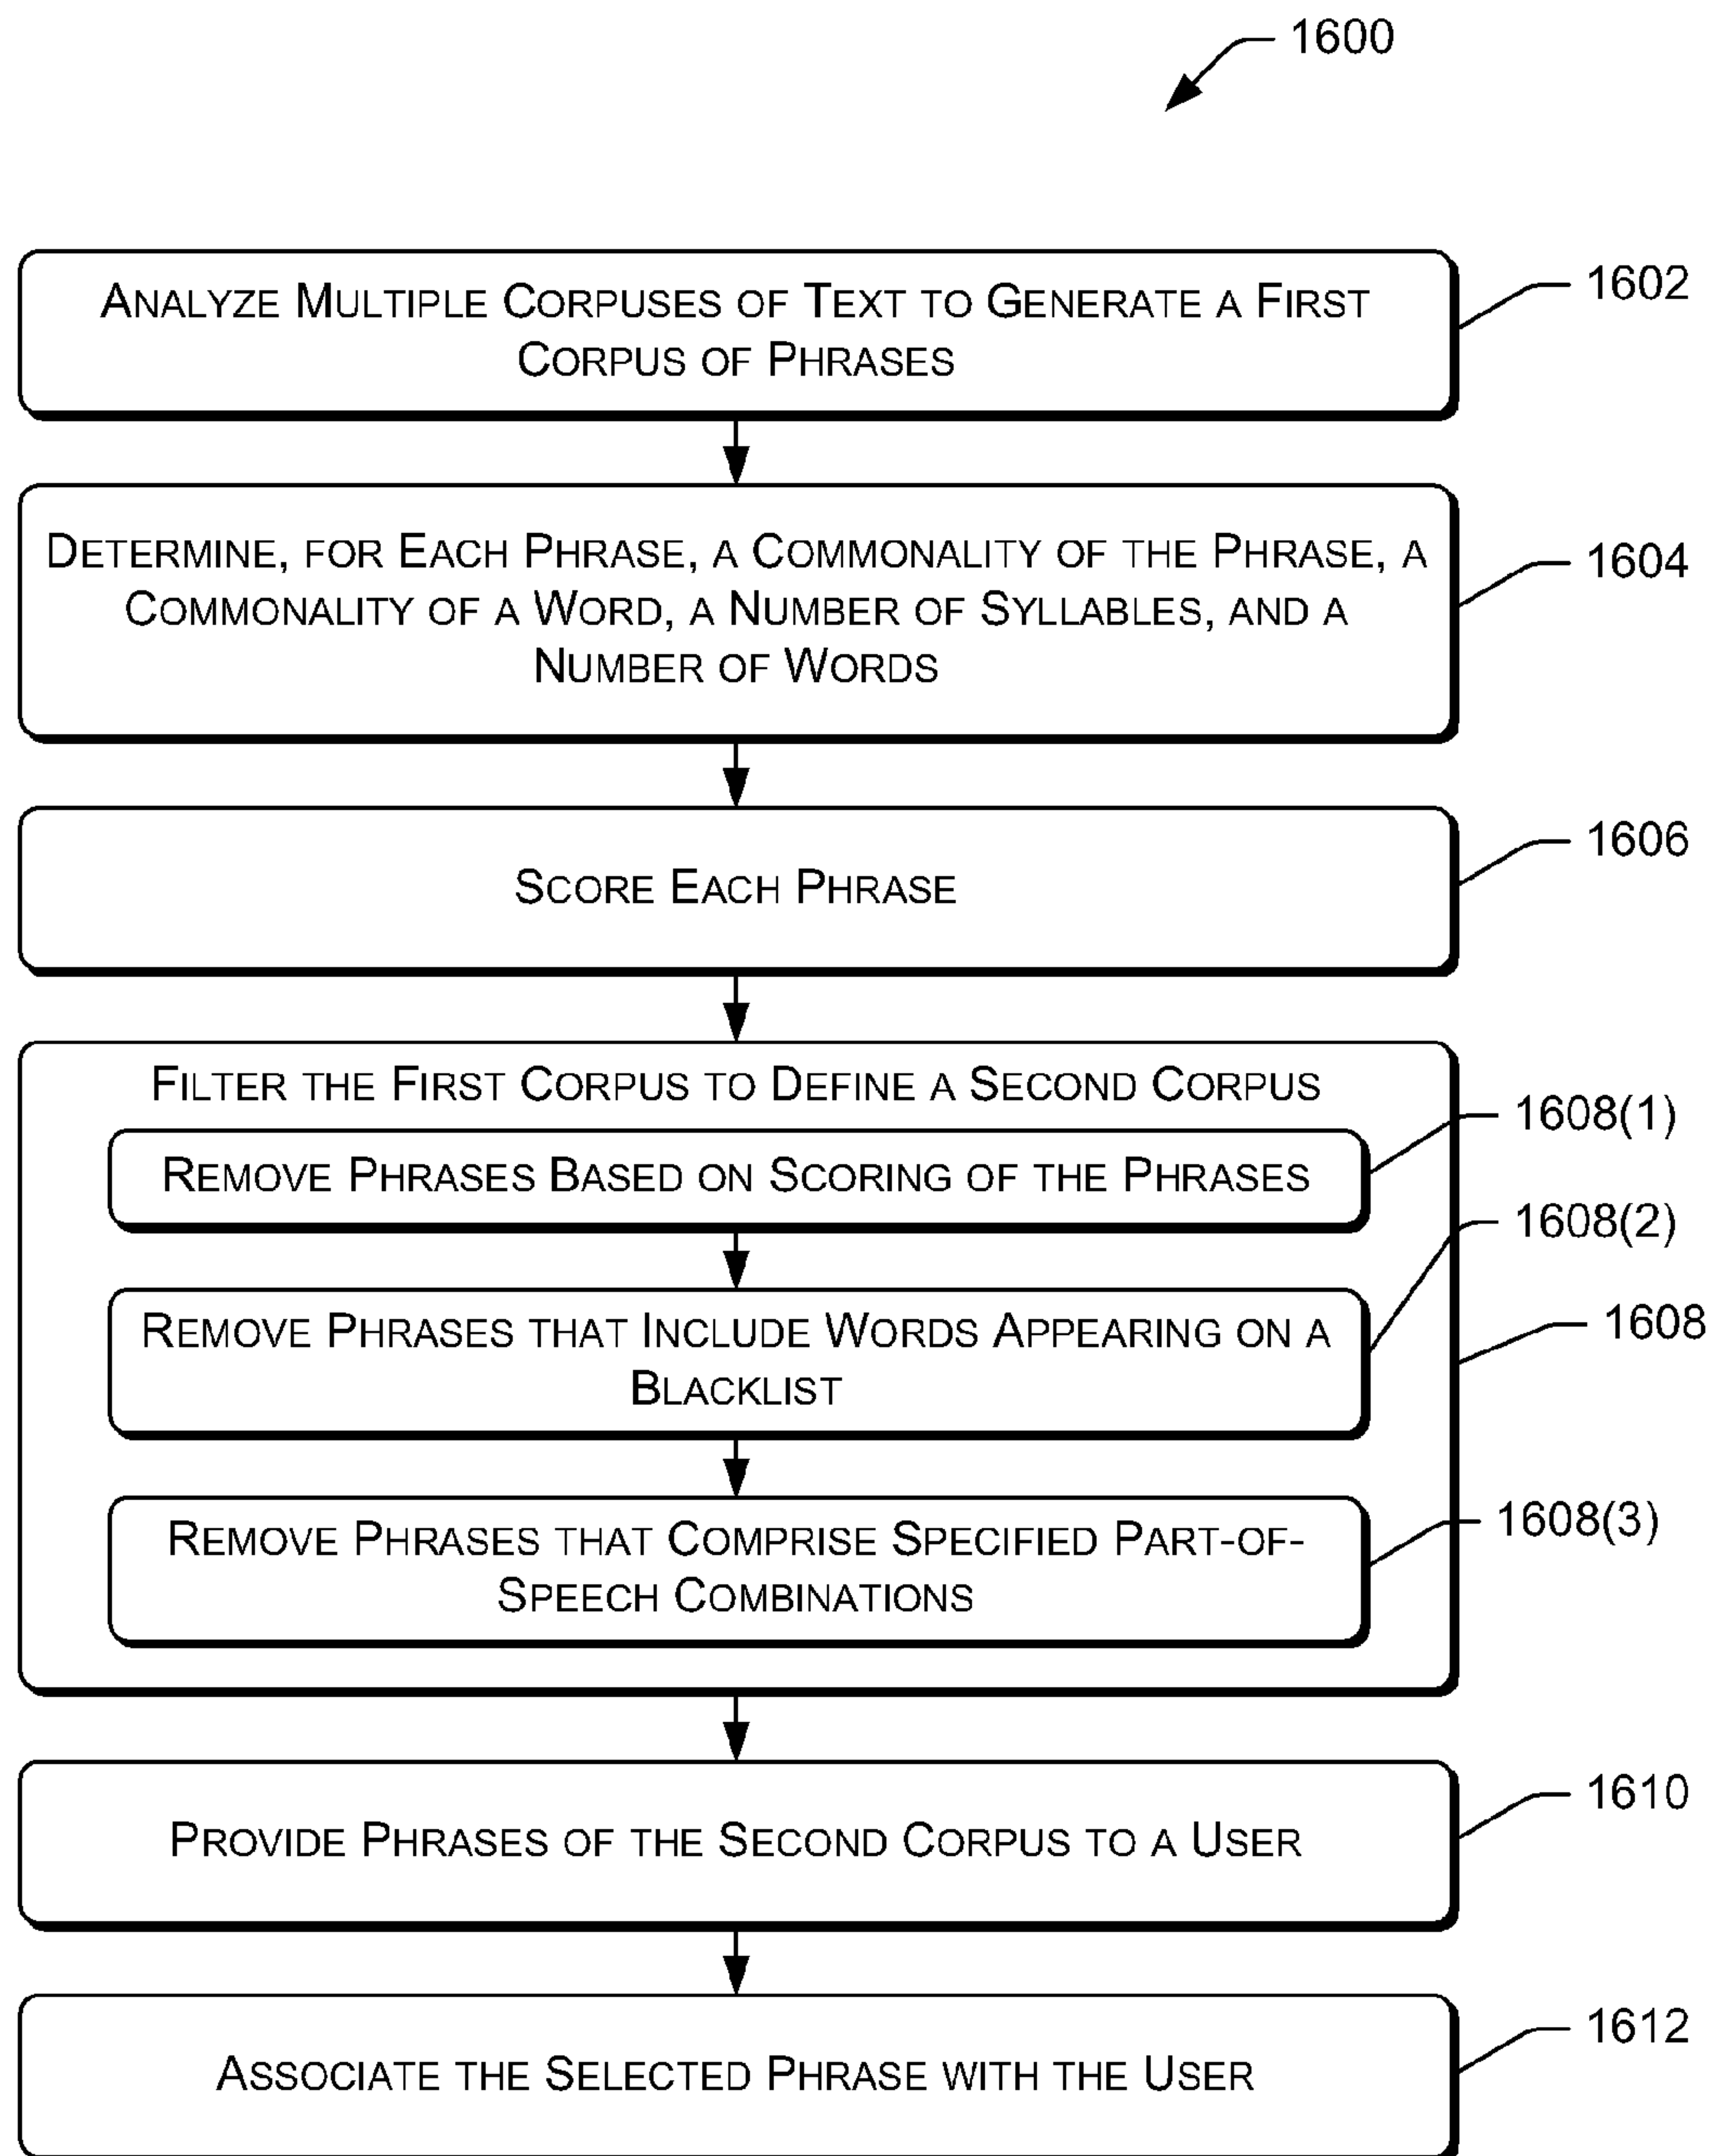 1600
ANALYZE MULTIPLE CORPUSES OF TEXT TO GENERATE A FIRST
CORPUS OF PHRASES
1602
DETERMINE, FOR EACH PHRASE, A COMMONALITY OF THE PHRASE, A
COMMONALITY OF A WORD, A NUMBER OF SYLLABLES, AND A
NUMBER OF WORDS
1604
SCORE EACH PHRASE
1606
FILTER THE FIRST CORPUS TO DEFINE A SECOND CORPUS
REMOVE PHRASES BASED ON SCORING OF THE PHRASES
1608(1)
REMOVE PHRASES THAT INCLUDE WORDS APPEARING ON A
BLACKLIST
1608(2)
1608
REMOVE PHRASES THAT COMPRISE SPECIFIED PART-OF-
SPEECH COMBINATIONS
1608(3)
PROVIDE PHRASES OF THE SECOND CORPUS TO A USER
1610
ASSOCIATE THE SELECTED PHRASE WITH THE USER
1612